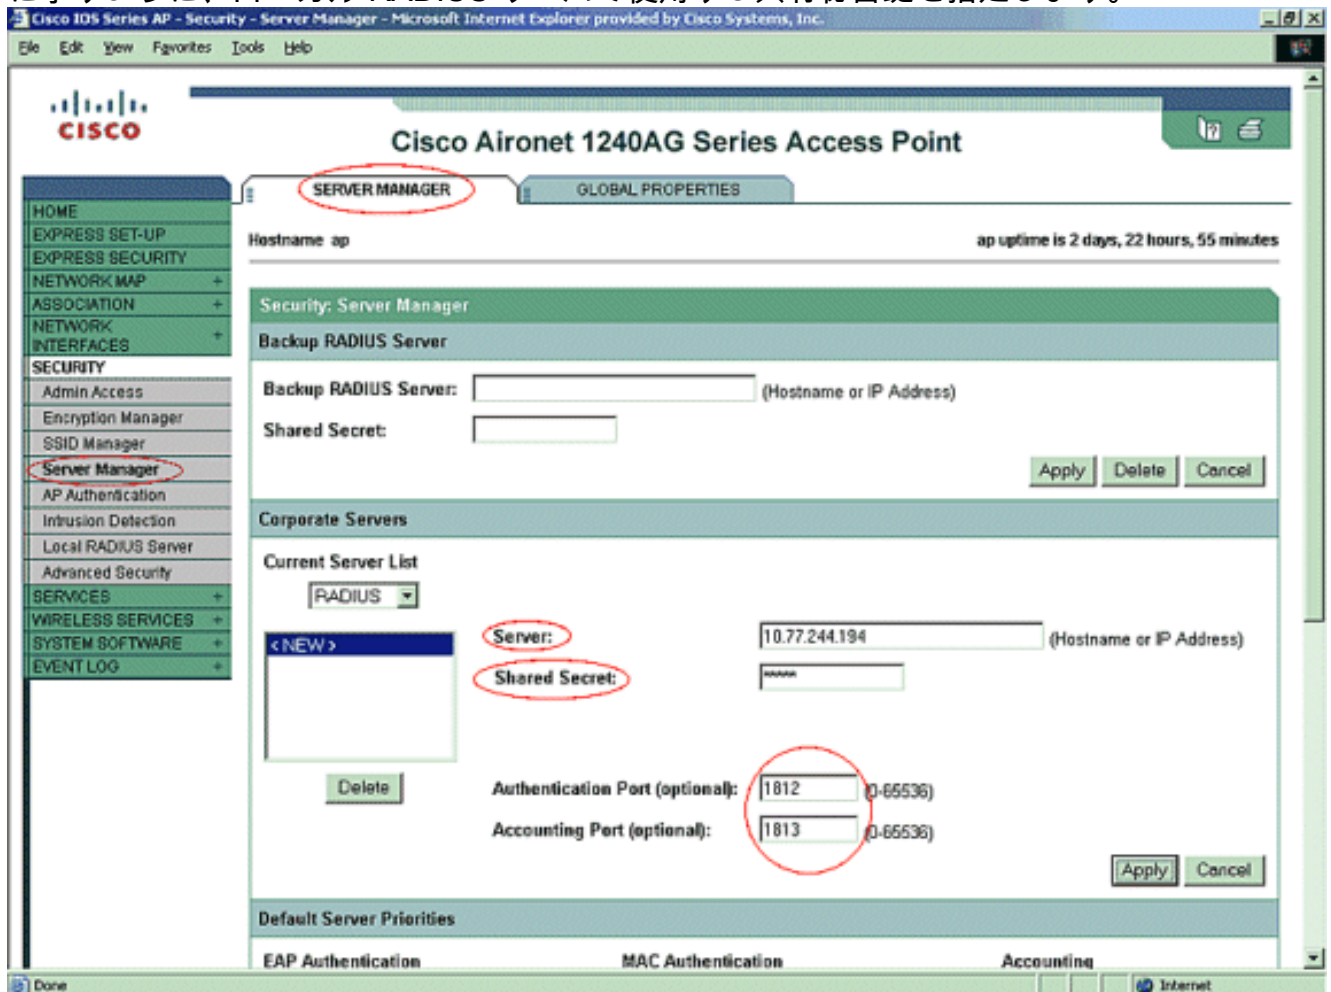 Cisco IOS Series AP - Security - Server Manager - Microsoft Internet Explorer provided by Cisco Systems, Inc.
File Edit View Favorites Tools Help
CISCO
Cisco Aironet 1240AG Series Access Point
SERVER MANAGER GLOBAL PROPERTIES
HOME
EXPRESS SET-UP
EXPRESS SECURITY
NETWORK MAP +
ASSOCIATION +
NETWORK INTERFACES +
SECURITY
Admin Access
Encryption Manager
SSID Manager
Server Manager
AP Authentication
Intrusion Detection
Local RADIUS Server
Advanced Security
SERVICES +
WIRELESS SERVICES +
SYSTEM SOFTWARE +
EVENT LOG +
Hostname ap ap uptime is 2 days, 22 hours, 55 minutes
Security: Server Manager
Backup RADIUS Server
Backup RADIUS Server: (Hostname or IP Address)
Shared Secret:
Apply Delete Cancel
Corporate Servers
Current Server List
RADIUS
< NEW >
Delete
Server: 10.77.244.194 (Hostname or IP Address)
Shared Secret: *****
Authentication Port (optional): 1812 (0-65536)
Accounting Port (optional): 1813 (0-65536)
Apply Cancel
Default Server Priorities
EAP Authentication MAC Authentication Accounting
Done Internet